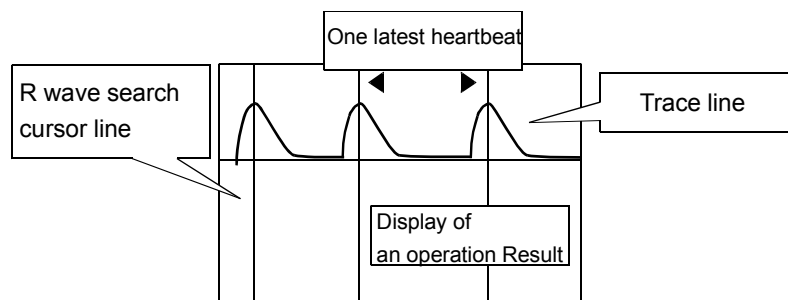 One latest heartbeat
R wave search
cursor line
Trace line
Display of
an operation Result